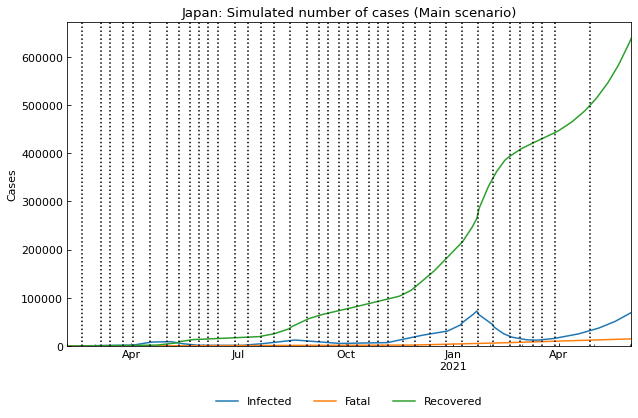 Japan: Simulated number of cases (Main scenario)
Cases
600000
500000
400000
300000
200000
100000
0
Apr
Jul
Oct
Jan
2021
Apr
Infected
Fatal
Recovered